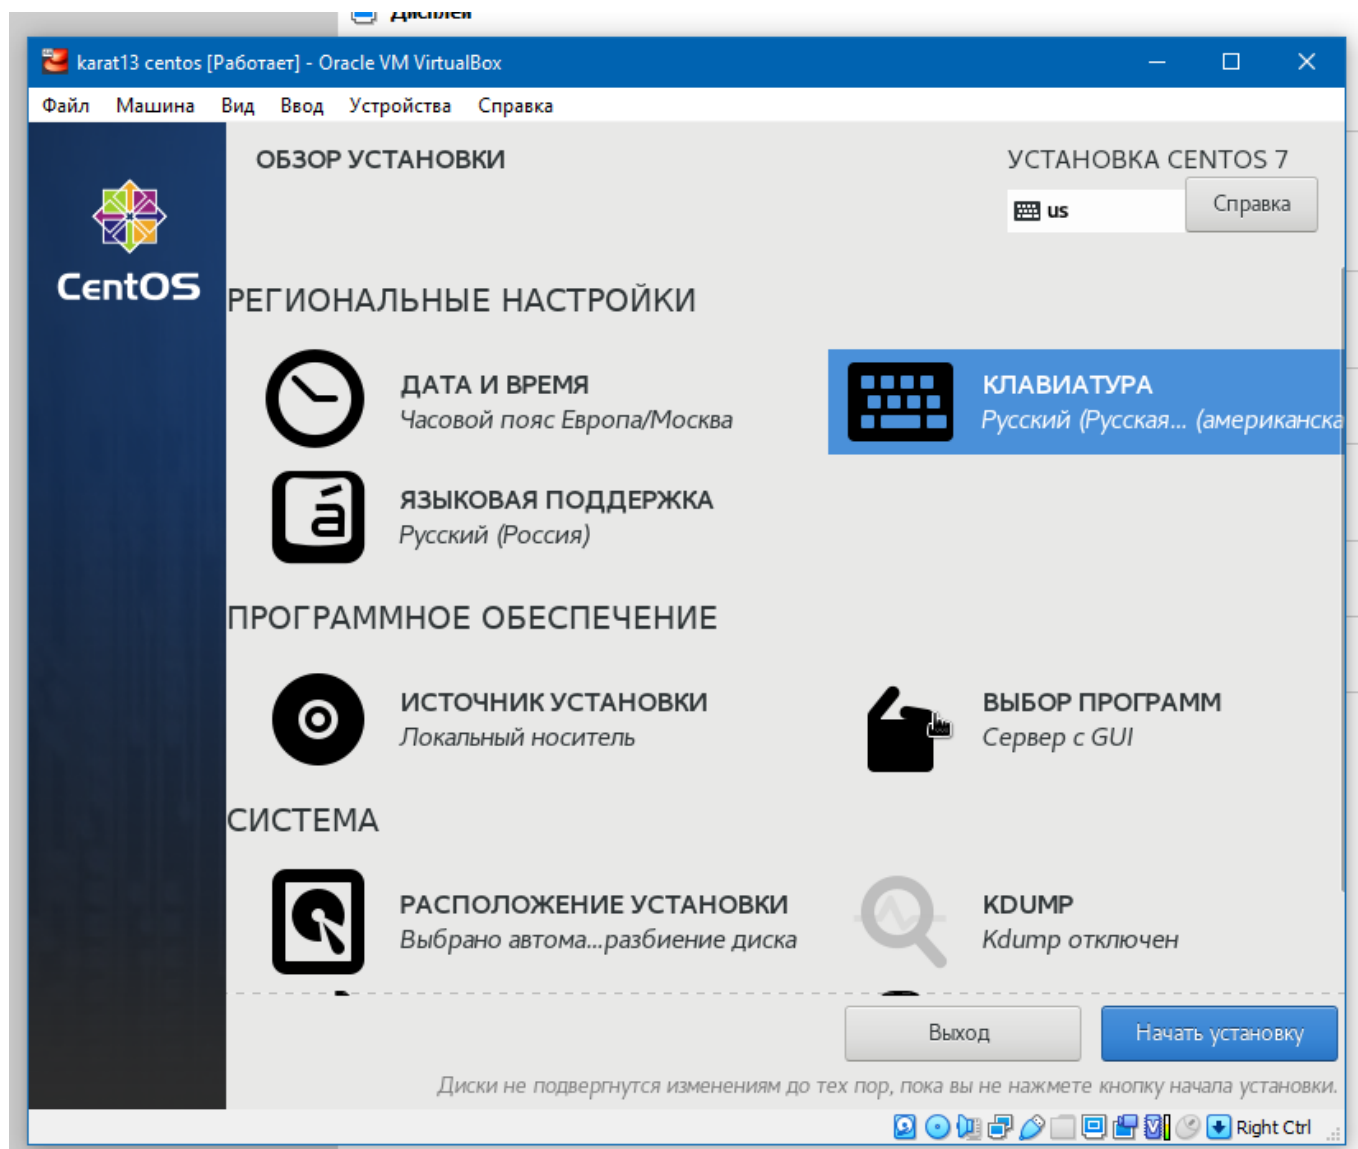 Дисплей
karat13 centos [Работает] - Oracle VM VirtualBox
Файл Машина Вид Ввод Устройства Справка
ОБЗОР УСТАНОВКИ
УСТАНОВКА CENTOS 7
us
Справка
CentOS
РЕГИОНАЛЬНЫЕ НАСТРОЙКИ
ДАТА И ВРЕМЯ
Часовой пояс Европа/Москва
КЛАВИАТУРА
Русский (Русская... (американска
ЯЗЫКОВАЯ ПОДДЕРЖКА
Русский (Россия)
ПРОГРАММНОЕ ОБЕСПЕЧЕНИЕ
ИСТОЧНИК УСТАНОВКИ
Локальный носитель
ВЫБОР ПРОГРАММ
Сервер с GUI
СИСТЕМА
РАСПОЛОЖЕНИЕ УСТАНОВКИ
Выбрано автома...разбиение диска
KDUMP
Kdump отключен
Выход
Начать установку
Диски не подвергнутся изменениям до тех пор, пока вы не нажмете кнопку начала установки.
Right Ctrl